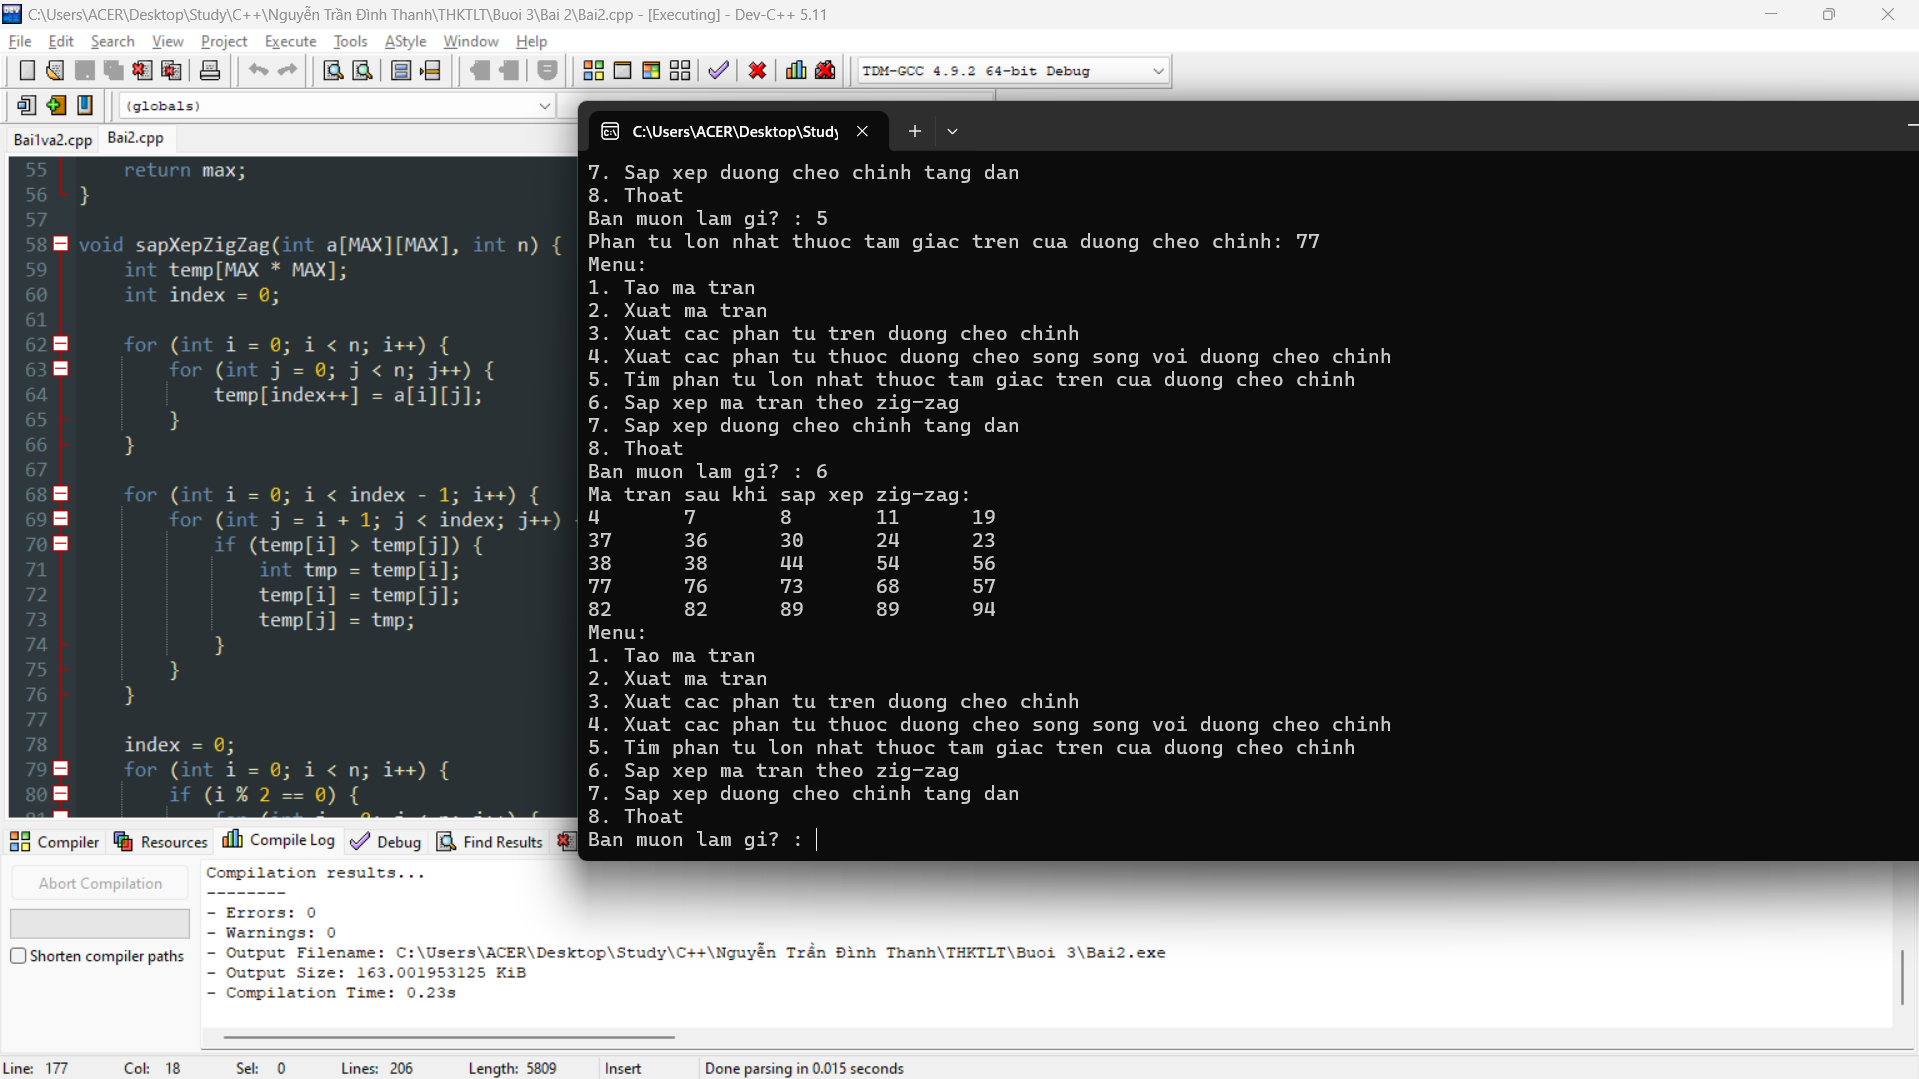 C:\Users\ACER\Desktop\Study\C++\Nguyễn Trần Đình Thanh\THKTLT\Buoi 3\Bai 2\Bai2.cpp - [Executing] - Dev-C++ 5.11
File Edit Search View Project Execute Tools AStyle Window Help
TDM-GCC 4.9.2 64-bit Debug
(globals)
Bai1va2.cpp Bai2.cpp
55 return max;
56 }
57
58 void sapXepZigZag(int a[MAX][MAX], int n) {
59 int temp[MAX * MAX];
60 int index = 0;
61
62 for (int i = 0; i < n; i++) {
63 for (int j = 0; j < n; j++) {
64 temp[index++] = a[i][j];
65 }
66 }
67
68 for (int i = 0; i < index - 1; i++) {
69 for (int j = i + 1; j < index; j++)
70 if (temp[i] > temp[j]) {
71 int tmp = temp[i];
72 temp[i] = temp[j];
73 temp[j] = tmp;
74 }
75 }
76 }
77
78 index = 0;
79 for (int i = 0; i < n; i++) {
80 if (i % 2 == 0) {
C:\Users\ACER\Desktop\Study
7. Sap xep duong cheo chinh tang dan
8. Thoat
Ban muon lam gi? : 5
Phan tu lon nhat thuoc tam giac tren cua duong cheo chinh: 77
Menu:
1. Tao ma tran
2. Xuat ma tran
3. Xuat cac phan tu tren duong cheo chinh
4. Xuat cac phan tu thuoc duong cheo song song voi duong cheo chinh
5. Tim phan tu lon nhat thuoc tam giac tren cua duong cheo chinh
6. Sap xep ma tran theo zig-zag
7. Sap xep duong cheo chinh tang dan
8. Thoat
Ban muon lam gi? : 6
Ma tran sau khi sap xep zig-zag:
4 7 8 11 19
37 36 30 24 23
38 38 44 54 56
77 76 73 68 57
82 82 89 89 94
Menu:
1. Tao ma tran
2. Xuat ma tran
3. Xuat cac phan tu tren duong cheo chinh
4. Xuat cac phan tu thuoc duong cheo song song voi duong cheo chinh
5. Tim phan tu lon nhat thuoc tam giac tren cua duong cheo chinh
6. Sap xep ma tran theo zig-zag
7. Sap xep duong cheo chinh tang dan
8. Thoat
Ban muon lam gi? :
Compiler Resources Compile Log Debug Find Results
Abort Compilation
Shorten compiler paths
Compilation results...
--------
- Errors: 0
- Warnings: 0
- Output Filename: C:\Users\ACER\Desktop\Study\C++\Nguyễn Trần Đình Thanh\THKTLT\Buoi 3\Bai2.exe
- Output Size: 163.001953125 KiB
- Compilation Time: 0.23s
Line: 177 Col: 18 Sel: 0 Lines: 206 Length: 5809 Insert Done parsing in 0.015 seconds